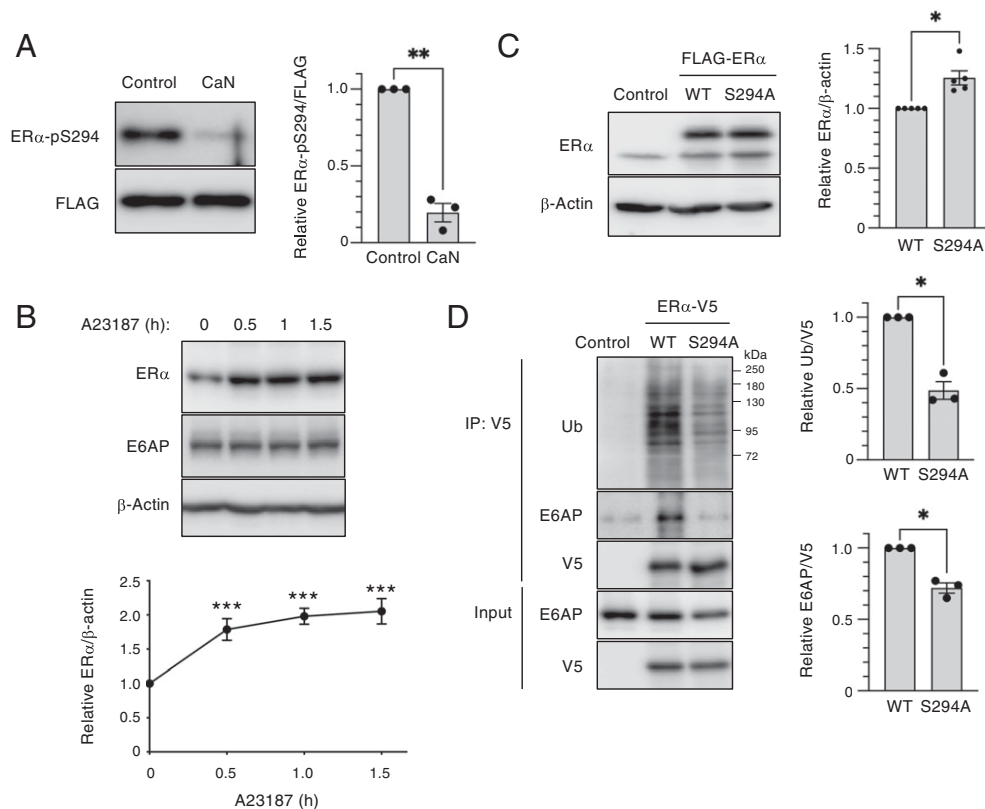 A
Control CaN
ERα-pS294
FLAG
Relative ERα-pS294/FLAG
**
1.0
0.5
0
Control CaN
B
A23187 (h): 0 0.5 1 1.5
ERα
E6AP
β-Actin
Relative ERα/β-actin
2.5
2.0
1.5
1.0
0.5
0
*** *** ***
0 0.5 1.0 1.5
A23187 (h)
C
FLAG-ERα
Control WT S294A
ERα
β-Actin
Relative ERα/β-actin
*
1.5
1.0
0.5
0
WT S294A
D
ERα-V5
Control WT S294A
kDa
250
180
130
95
72
IP: V5
Ub
E6AP
V5
Input
E6AP
V5
Relative Ub/V5
*
1.0
0.5
0
WT S294A
Relative E6AP/V5
*
1.0
0.5
0
WT S294A